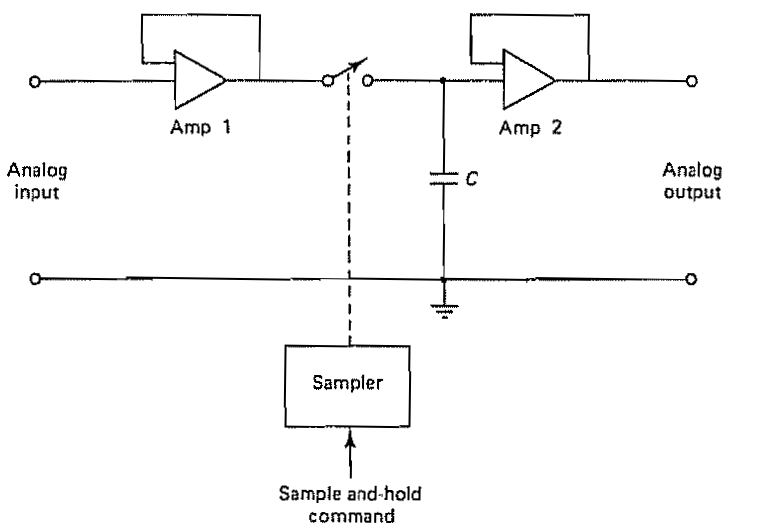 Amp 1
Amp 2
Analog
input
C
Analog
output
Sampler
Sample and-hold
command